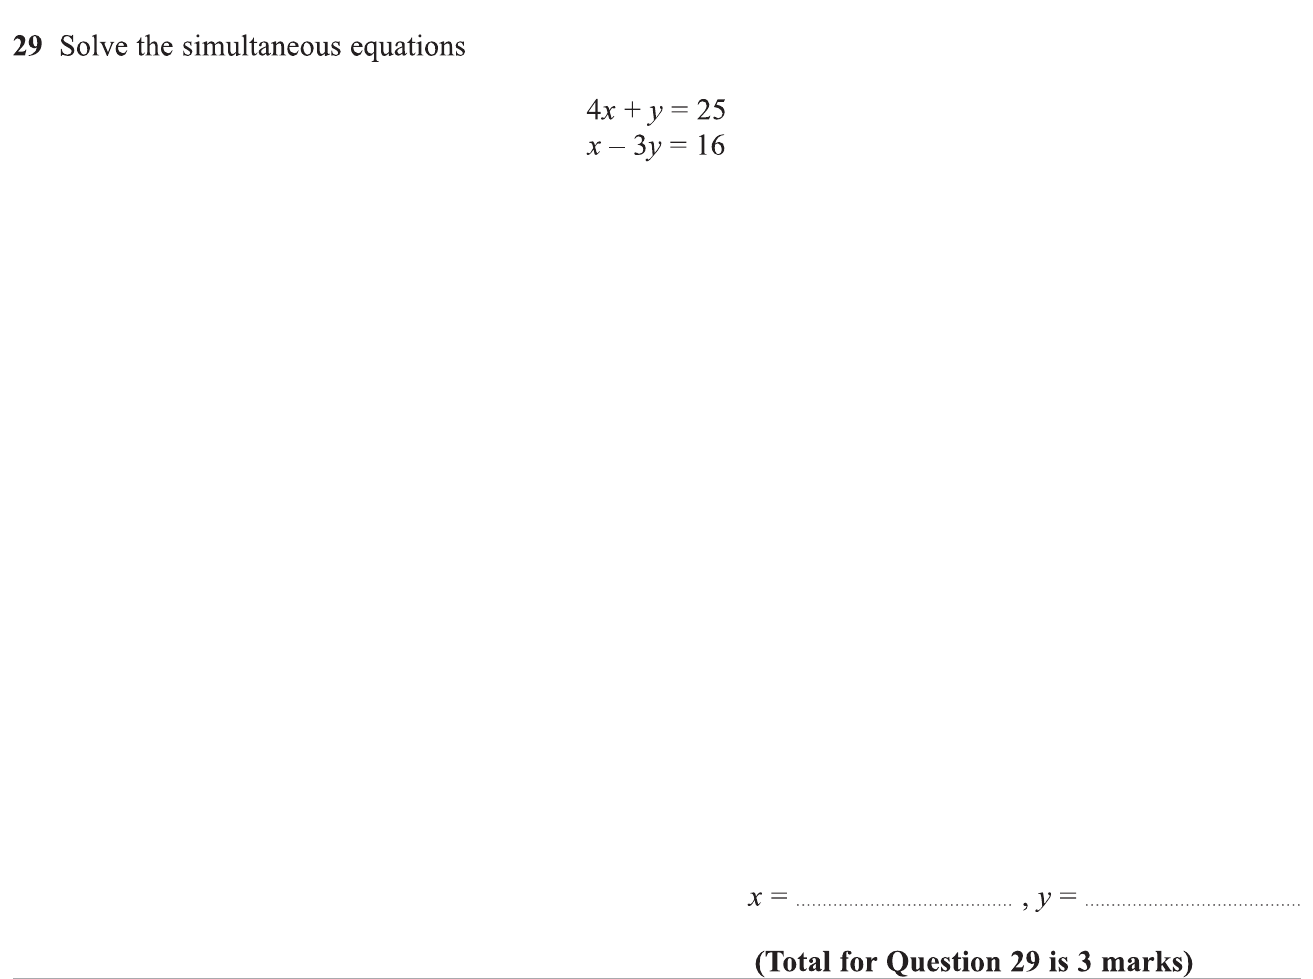 29 Solve the simultaneous equations
4x + y = 25
x – 3y = 16
x = ........................................ , y = ........................................
(Total for Question 29 is 3 marks)